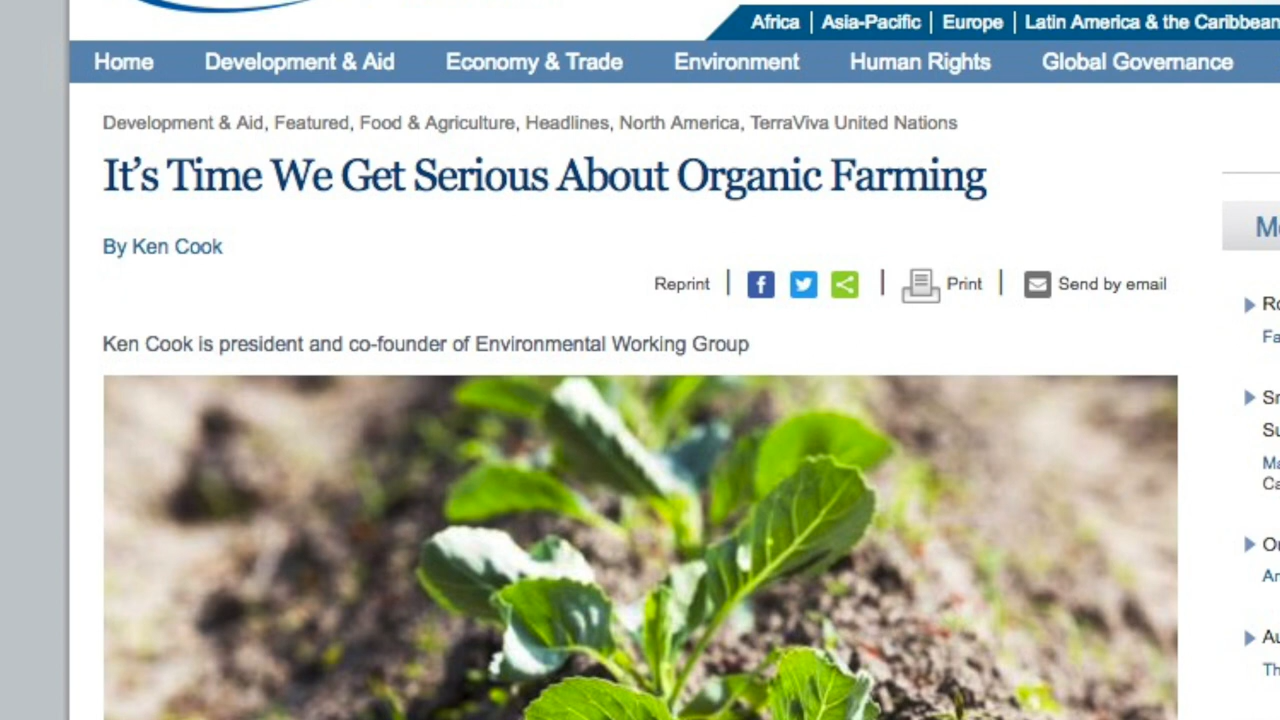 Africa | Asia-Pacific | Europe | Latin America & the Caribbean
Home Development & Aid Economy & Trade Environment Human Rights Global Governance
Development & Aid, Featured, Food & Agriculture, Headlines, North America, TerraViva United Nations
It's Time We Get Serious About Organic Farming
By Ken Cook
Reprint | | Print | Send by email
Ken Cook is president and co-founder of Environmental Working Group